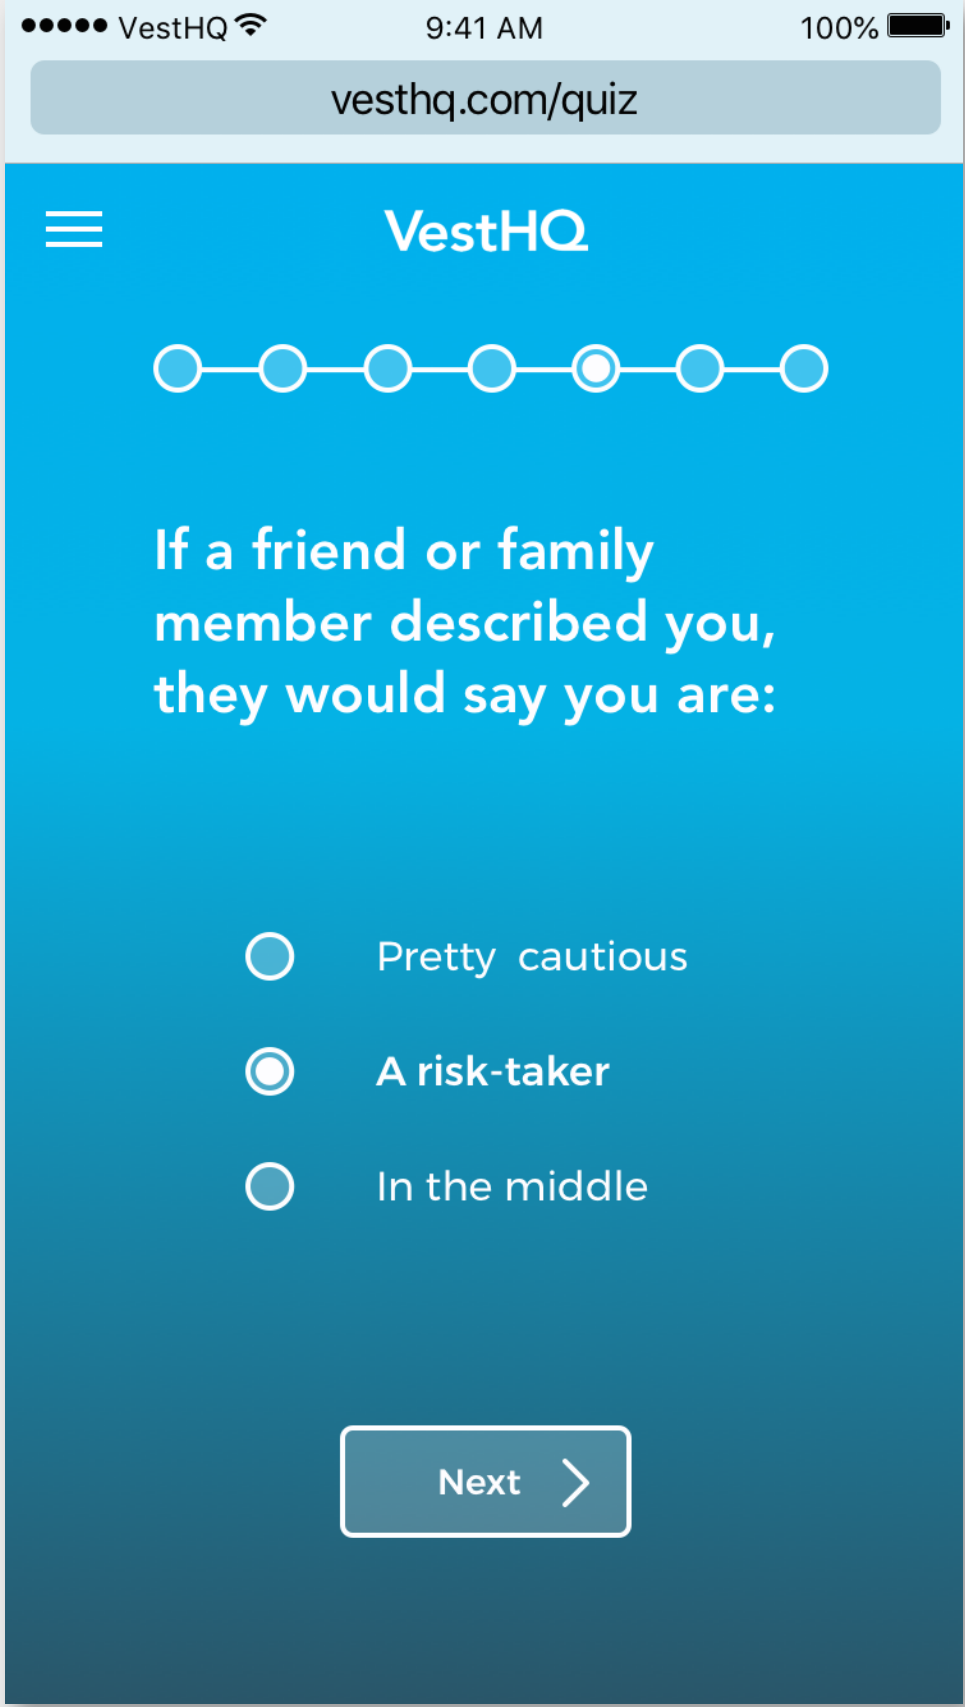 VestHQ 9:41 AM 100%
vesthq.com/quiz
VestHQ
If a friend or family
member described you,
they would say you are:
Pretty cautious
A risk-taker
In the middle
Next